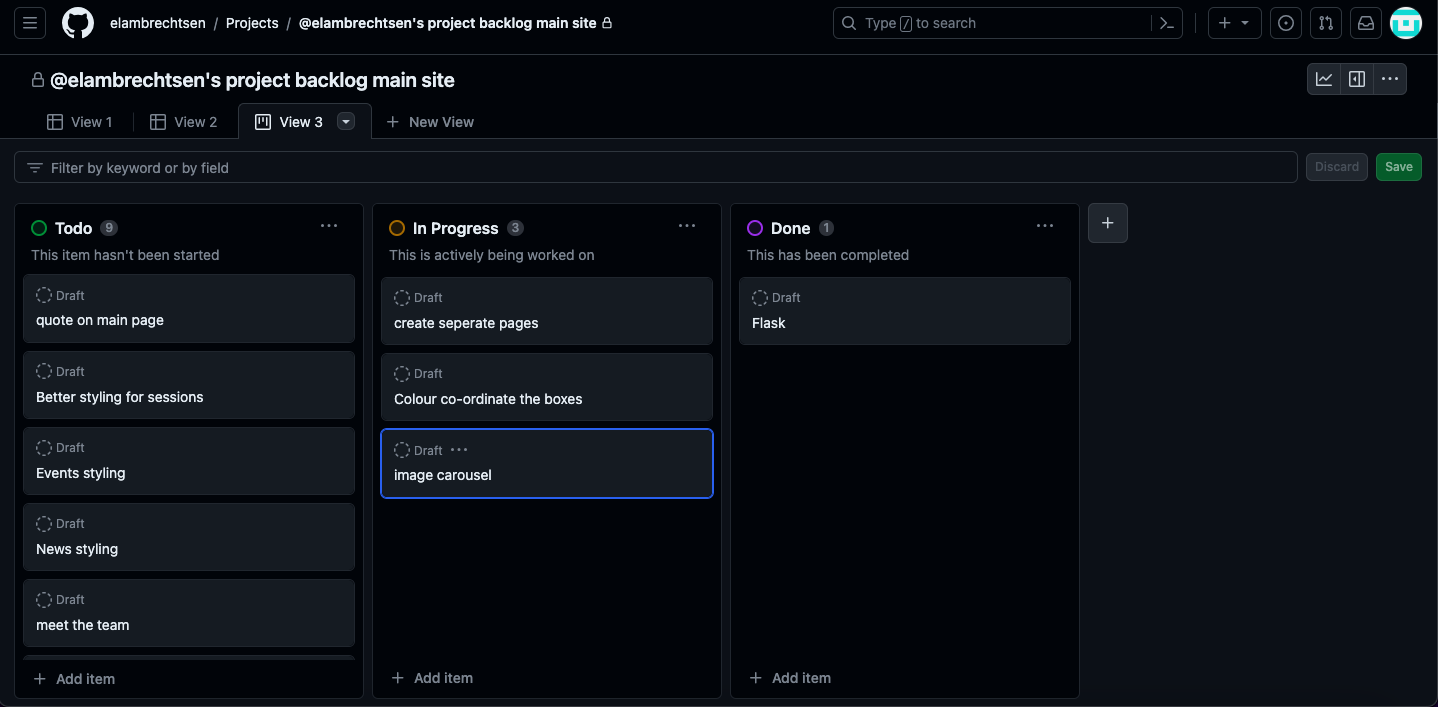 elambrechtsen / Projects / @elambrechtsen's project backlog main site
Type / to search
@elambrechtsen's project backlog main site
View 1
View 2
View 3
New View
Filter by keyword or by field
Discard
Save
Todo 9
This item hasn't been started
Draft
quote on main page
Draft
Better styling for sessions
Draft
Events styling
Draft
News styling
Draft
meet the team
Add item
In Progress 3
This is actively being worked on
Draft
create seperate pages
Draft
Colour co-ordinate the boxes
Draft
image carousel
Add item
Done 1
This has been completed
Draft
Flask
Add item